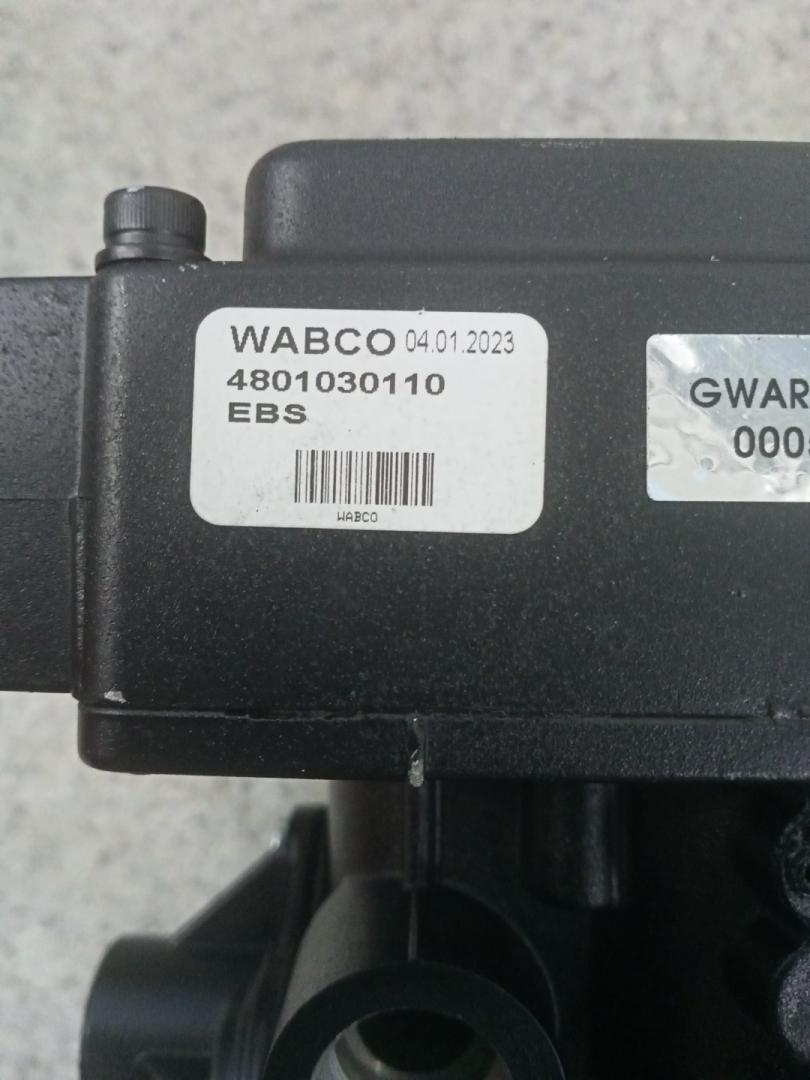 WABCO 04.01.2023
4801030110
EBS
WABCO
GWAR
000